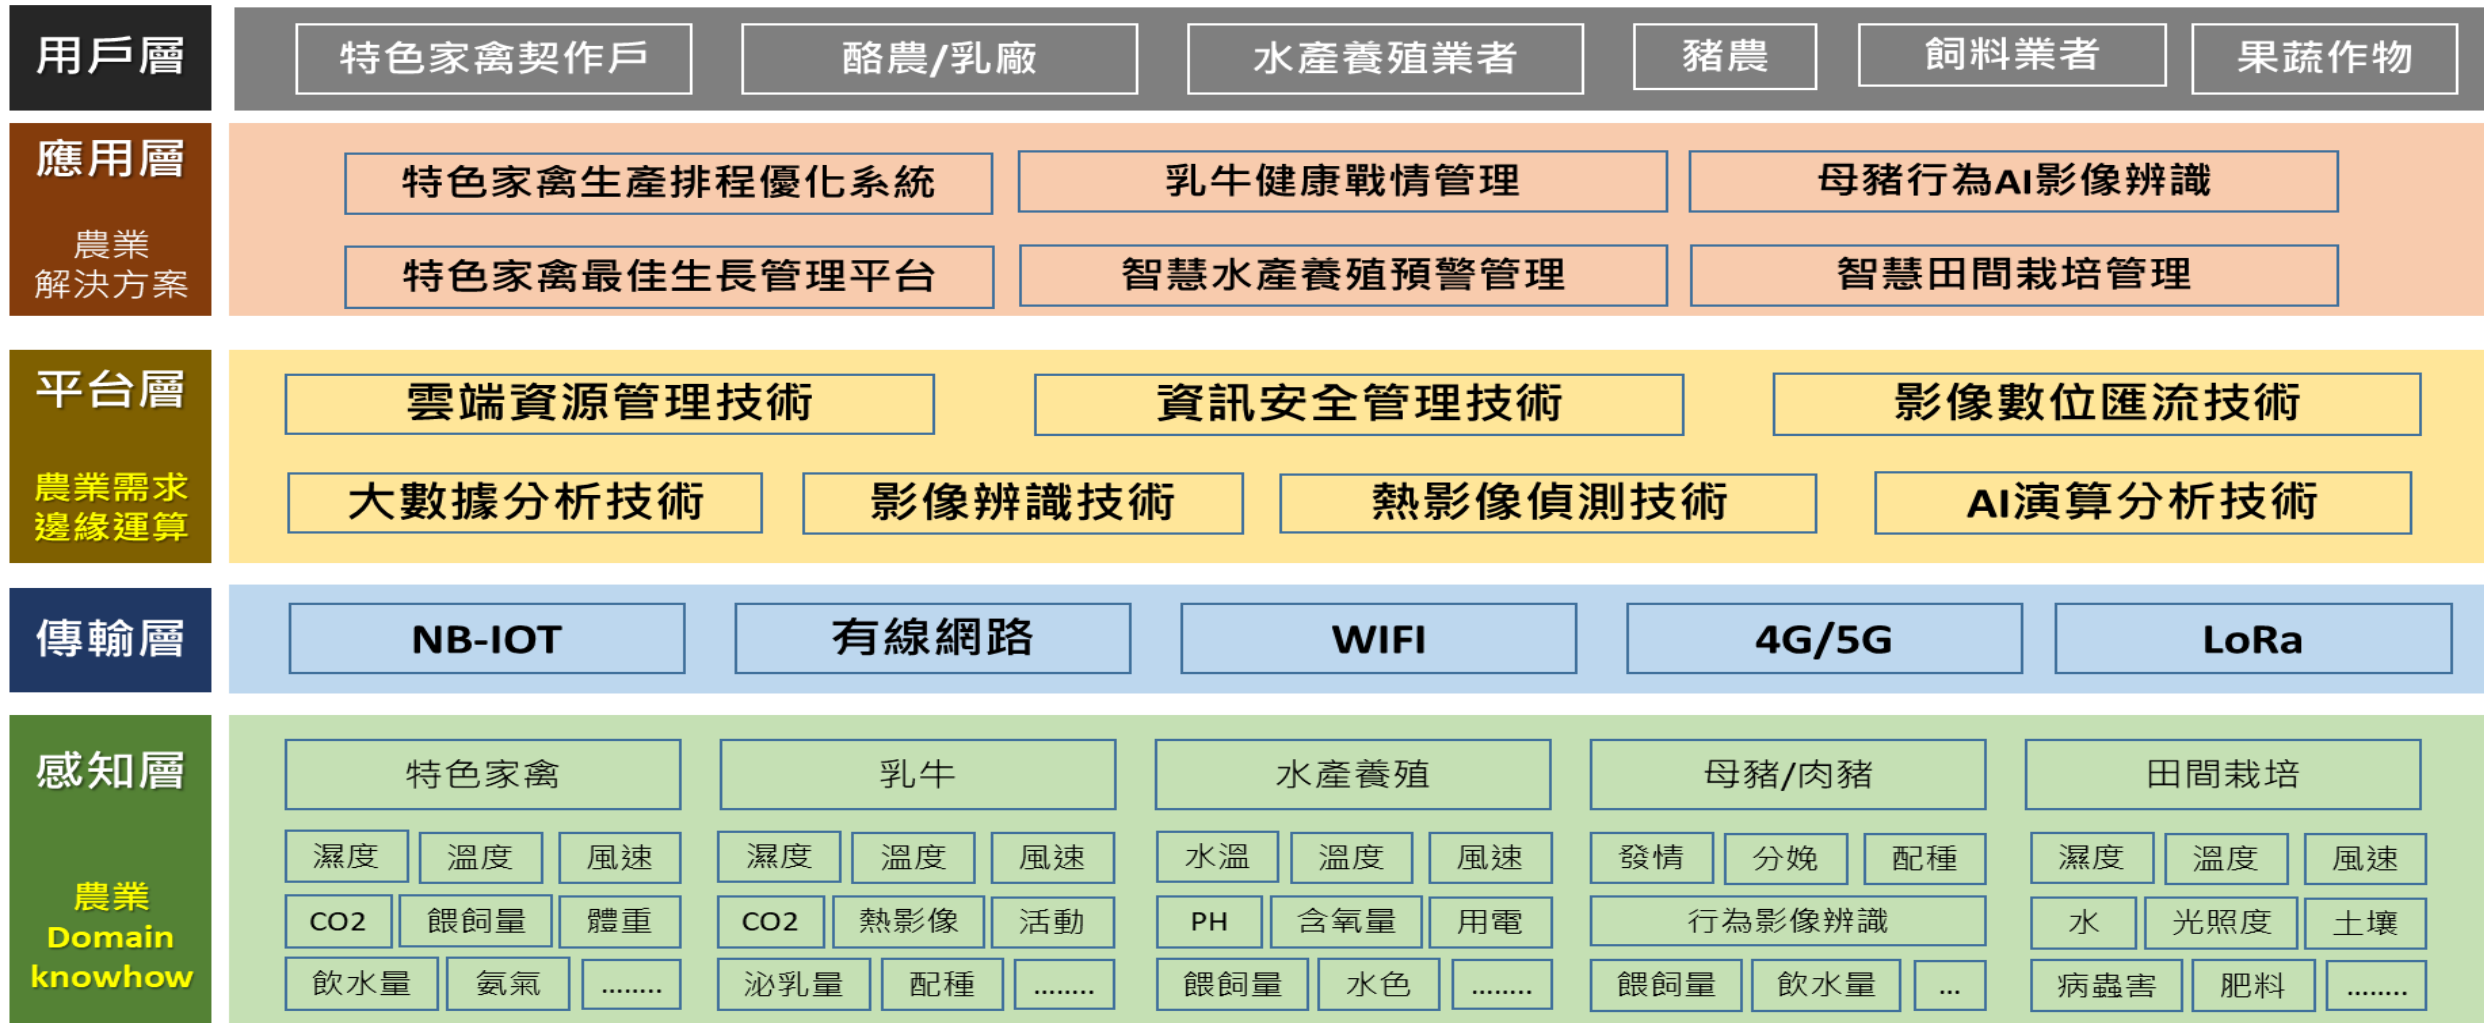 用戶層
特色家禽契作戶 酪農/乳廠 水產養殖業者 豬農 飼料業者 果蔬作物
應用層
農業
解決方案
特色家禽生產排程優化系統 乳牛健康戰情管理 母豬行為AI影像辨識
特色家禽最佳生長管理平台 智慧水產養殖預警管理 智慧田間栽培管理
平台層
農業需求
邊緣運算
雲端資源管理技術 資訊安全管理技術 影像數位匯流技術
大數據分析技術 影像辨識技術 熱影像偵測技術 AI演算分析技術
傳輸層
NB-IOT 有線網路 WIFI 4G/5G LoRa
感知層
農業
Domain
knowhow
特色家禽 乳牛 水產養殖 母豬/肉豬 田間栽培
濕度 溫度 風速 濕度 溫度 風速 水溫 溫度 風速 發情 分娩 配種 濕度 溫度 風速
CO2 餵飼量 體重 CO2 熱影像 活動 PH 含氧量 用電 行為影像辨識 水 光照度 土壤
飲水量 氨氣 ........ 泌乳量 配種 ........ 餵飼量 水色 ........ 餵飼量 飲水量 ... 病蟲害 肥料 ........